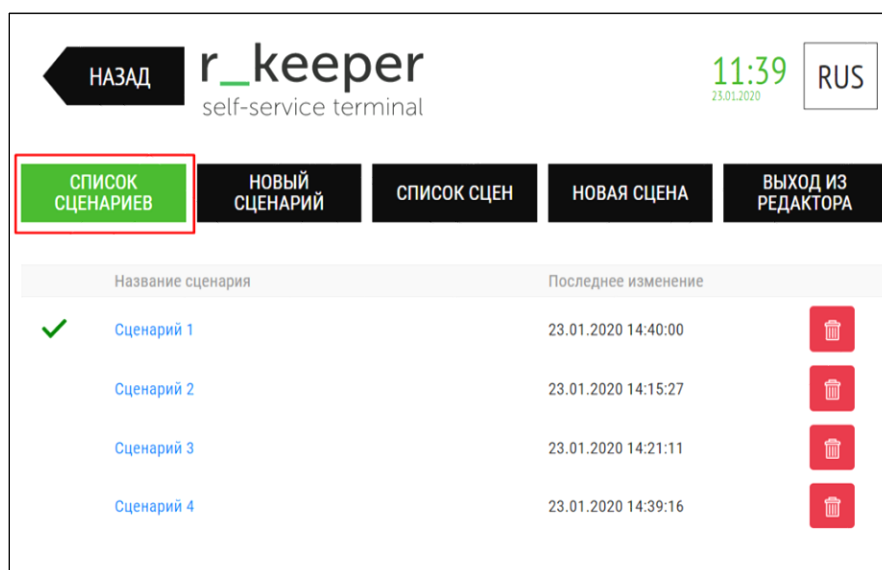 НАЗАД
r_keeper
self-service terminal
11:39
23.01.2020
RUS
СПИСОК
СЦЕНАРИЕВ
НОВЫЙ
СЦЕНАРИЙ
СПИСОК СЦЕН
НОВАЯ СЦЕНА
ВЫХОД ИЗ
РЕДАКТОРА
Название сценария
Последнее изменение
Сценарий 1
23.01.2020 14:40:00
Сценарий 2
23.01.2020 14:15:27
Сценарий 3
23.01.2020 14:21:11
Сценарий 4
23.01.2020 14:39:16